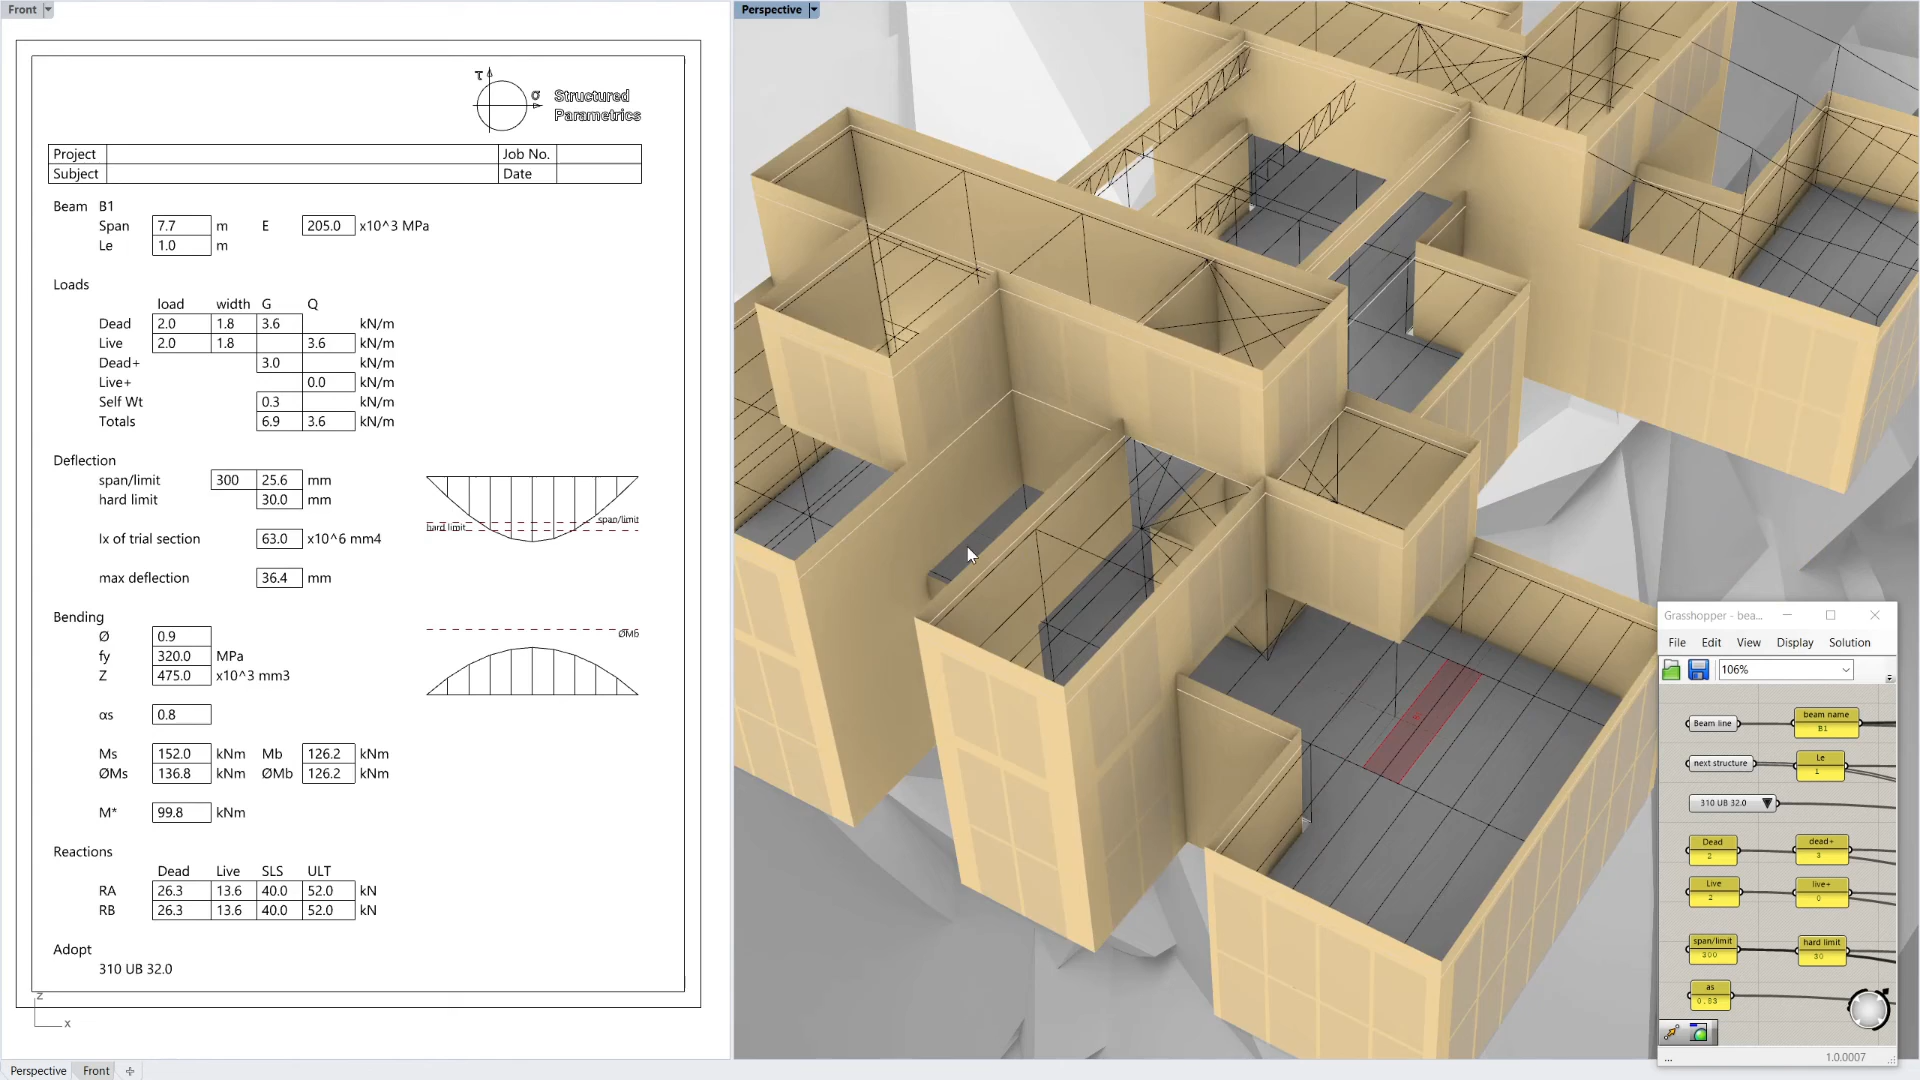 Front
Perspective
τ
σ
Structured
Parametrics
Project Job No.
Subject Date
Beam B1
Span 7.7 m E 205.0 x10^3 MPa
Le 1.0 m
Loads
load width G Q
Dead 2.0 1.8 3.6 kN/m
Live 2.0 1.8 3.6 kN/m
Dead+ 3.0 kN/m
Live+ 0.0 kN/m
Self Wt 0.3 kN/m
Totals 6.9 3.6 kN/m
Deflection
span/limit 300 25.6 mm
hard limit 30.0 mm
hard limit span/limit
Ix of trial section 63.0 x10^6 mm4
max deflection 36.4 mm
Bending
Ø 0.9
ØMb
fy 320.0 MPa
Z 475.0 x10^3 mm3
αs 0.8
Ms 152.0 kNm Mb 126.2 kNm
ØMs 136.8 kNm ØMb 126.2 kNm
M* 99.8 kNm
Reactions
Dead Live SLS ULT
RA 26.3 13.6 40.0 52.0 kN
RB 26.3 13.6 40.0 52.0 kN
Adopt
310 UB 32.0
z
x
Perspective Front
Grasshopper - bea...
File Edit View Display Solution
106%
Beam line
beam name
B1
next structure
Le
1
310 UB 32.0
Dead
2
dead+
3
Live
2
live+
0
span/limit
300
hard limit
30
as
0.83
...
1.0.0007